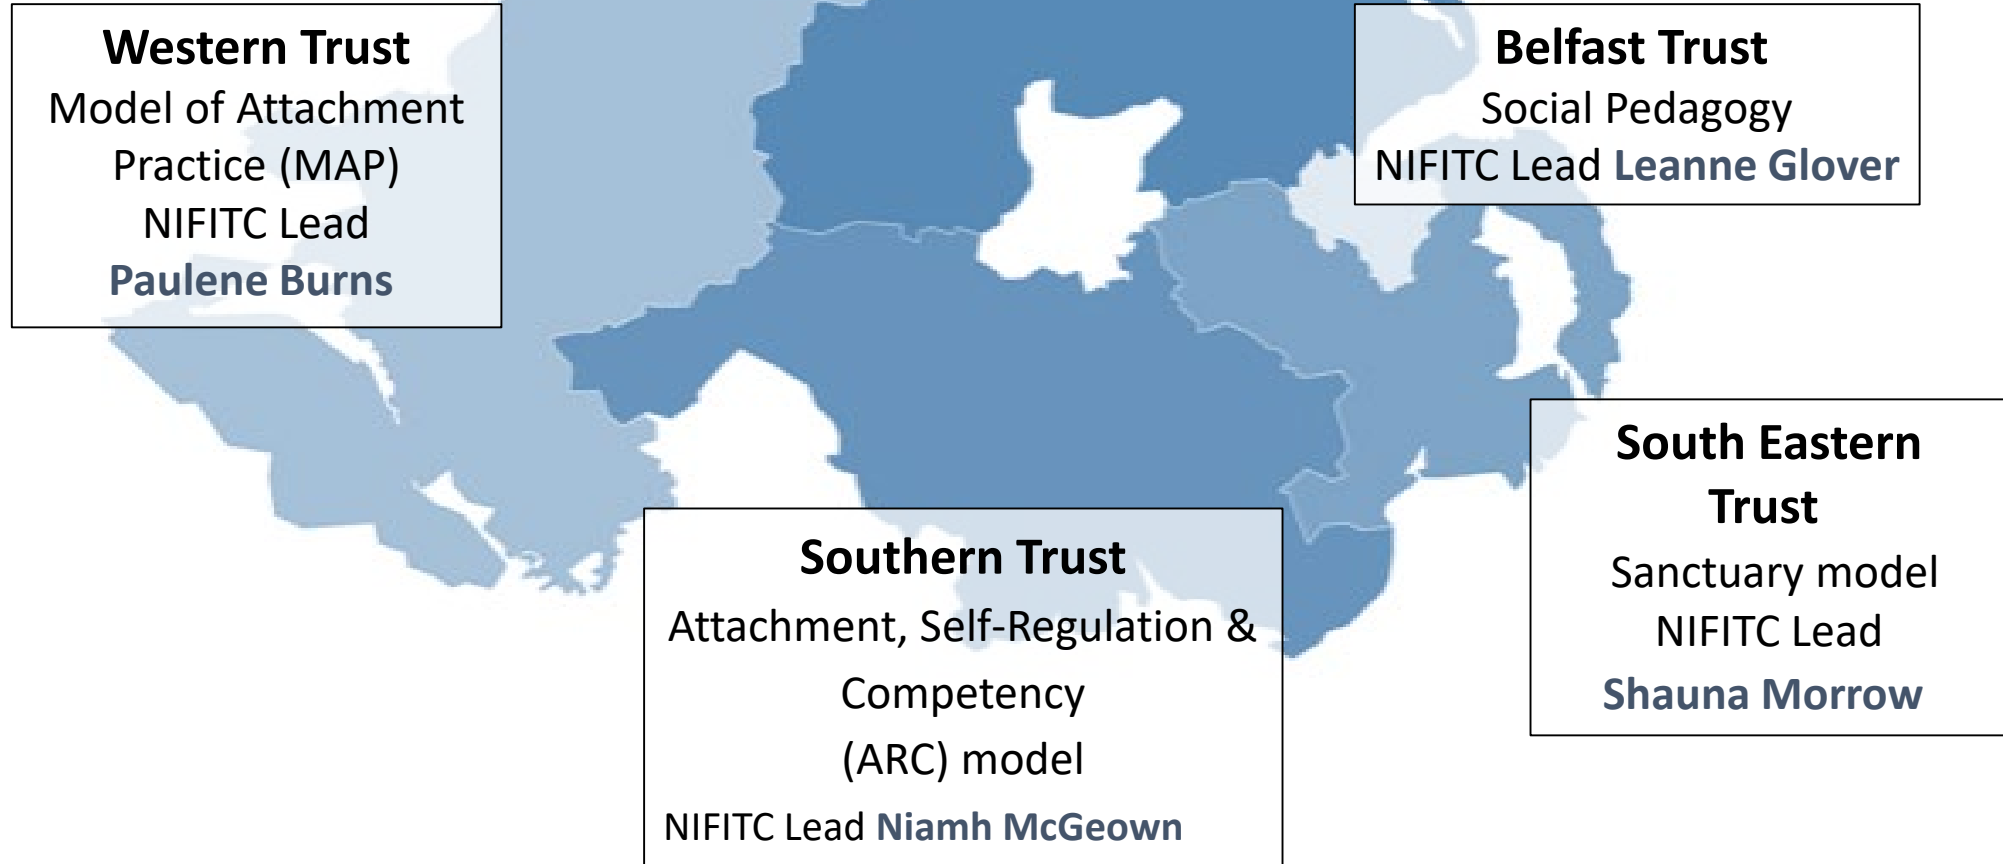 Western Trust
Model of Attachment
Practice (MAP)
NIFITC Lead
Paulene Burns
Belfast Trust
Social Pedagogy
NIFITC Lead Leanne Glover
South Eastern
Trust
Sanctuary model
NIFITC Lead
Shauna Morrow
Southern Trust
Attachment, Self-Regulation &
Competency
(ARC) model
NIFITC Lead Niamh McGeown